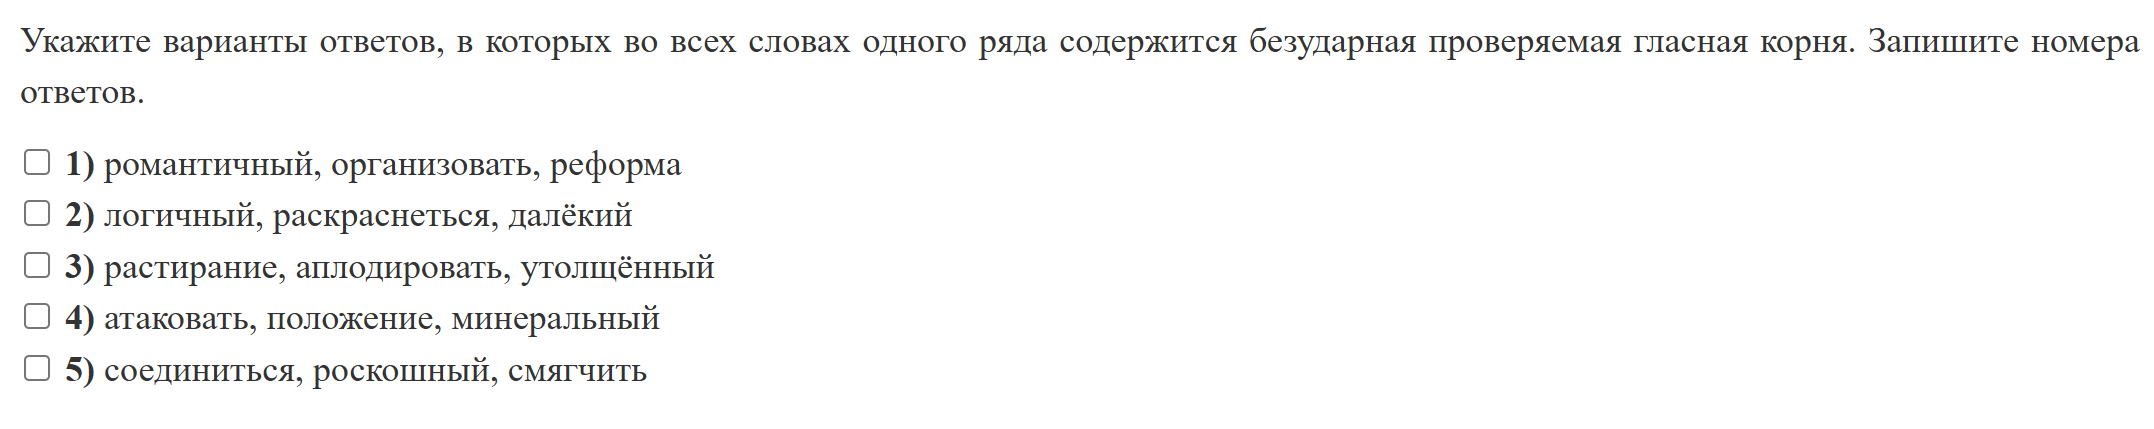 Укажите варианты ответов, в которых во всех словах одного ряда содержится безударная проверяемая гласная корня. Запишите номера
ответов.
1) романтичный, организовать, реформа
2) логичный, раскраснеться, далёкий
3) растирание, аплодировать, утолщённый
4) атаковать, положение, минеральный
5) соединиться, роскошный, смягчить